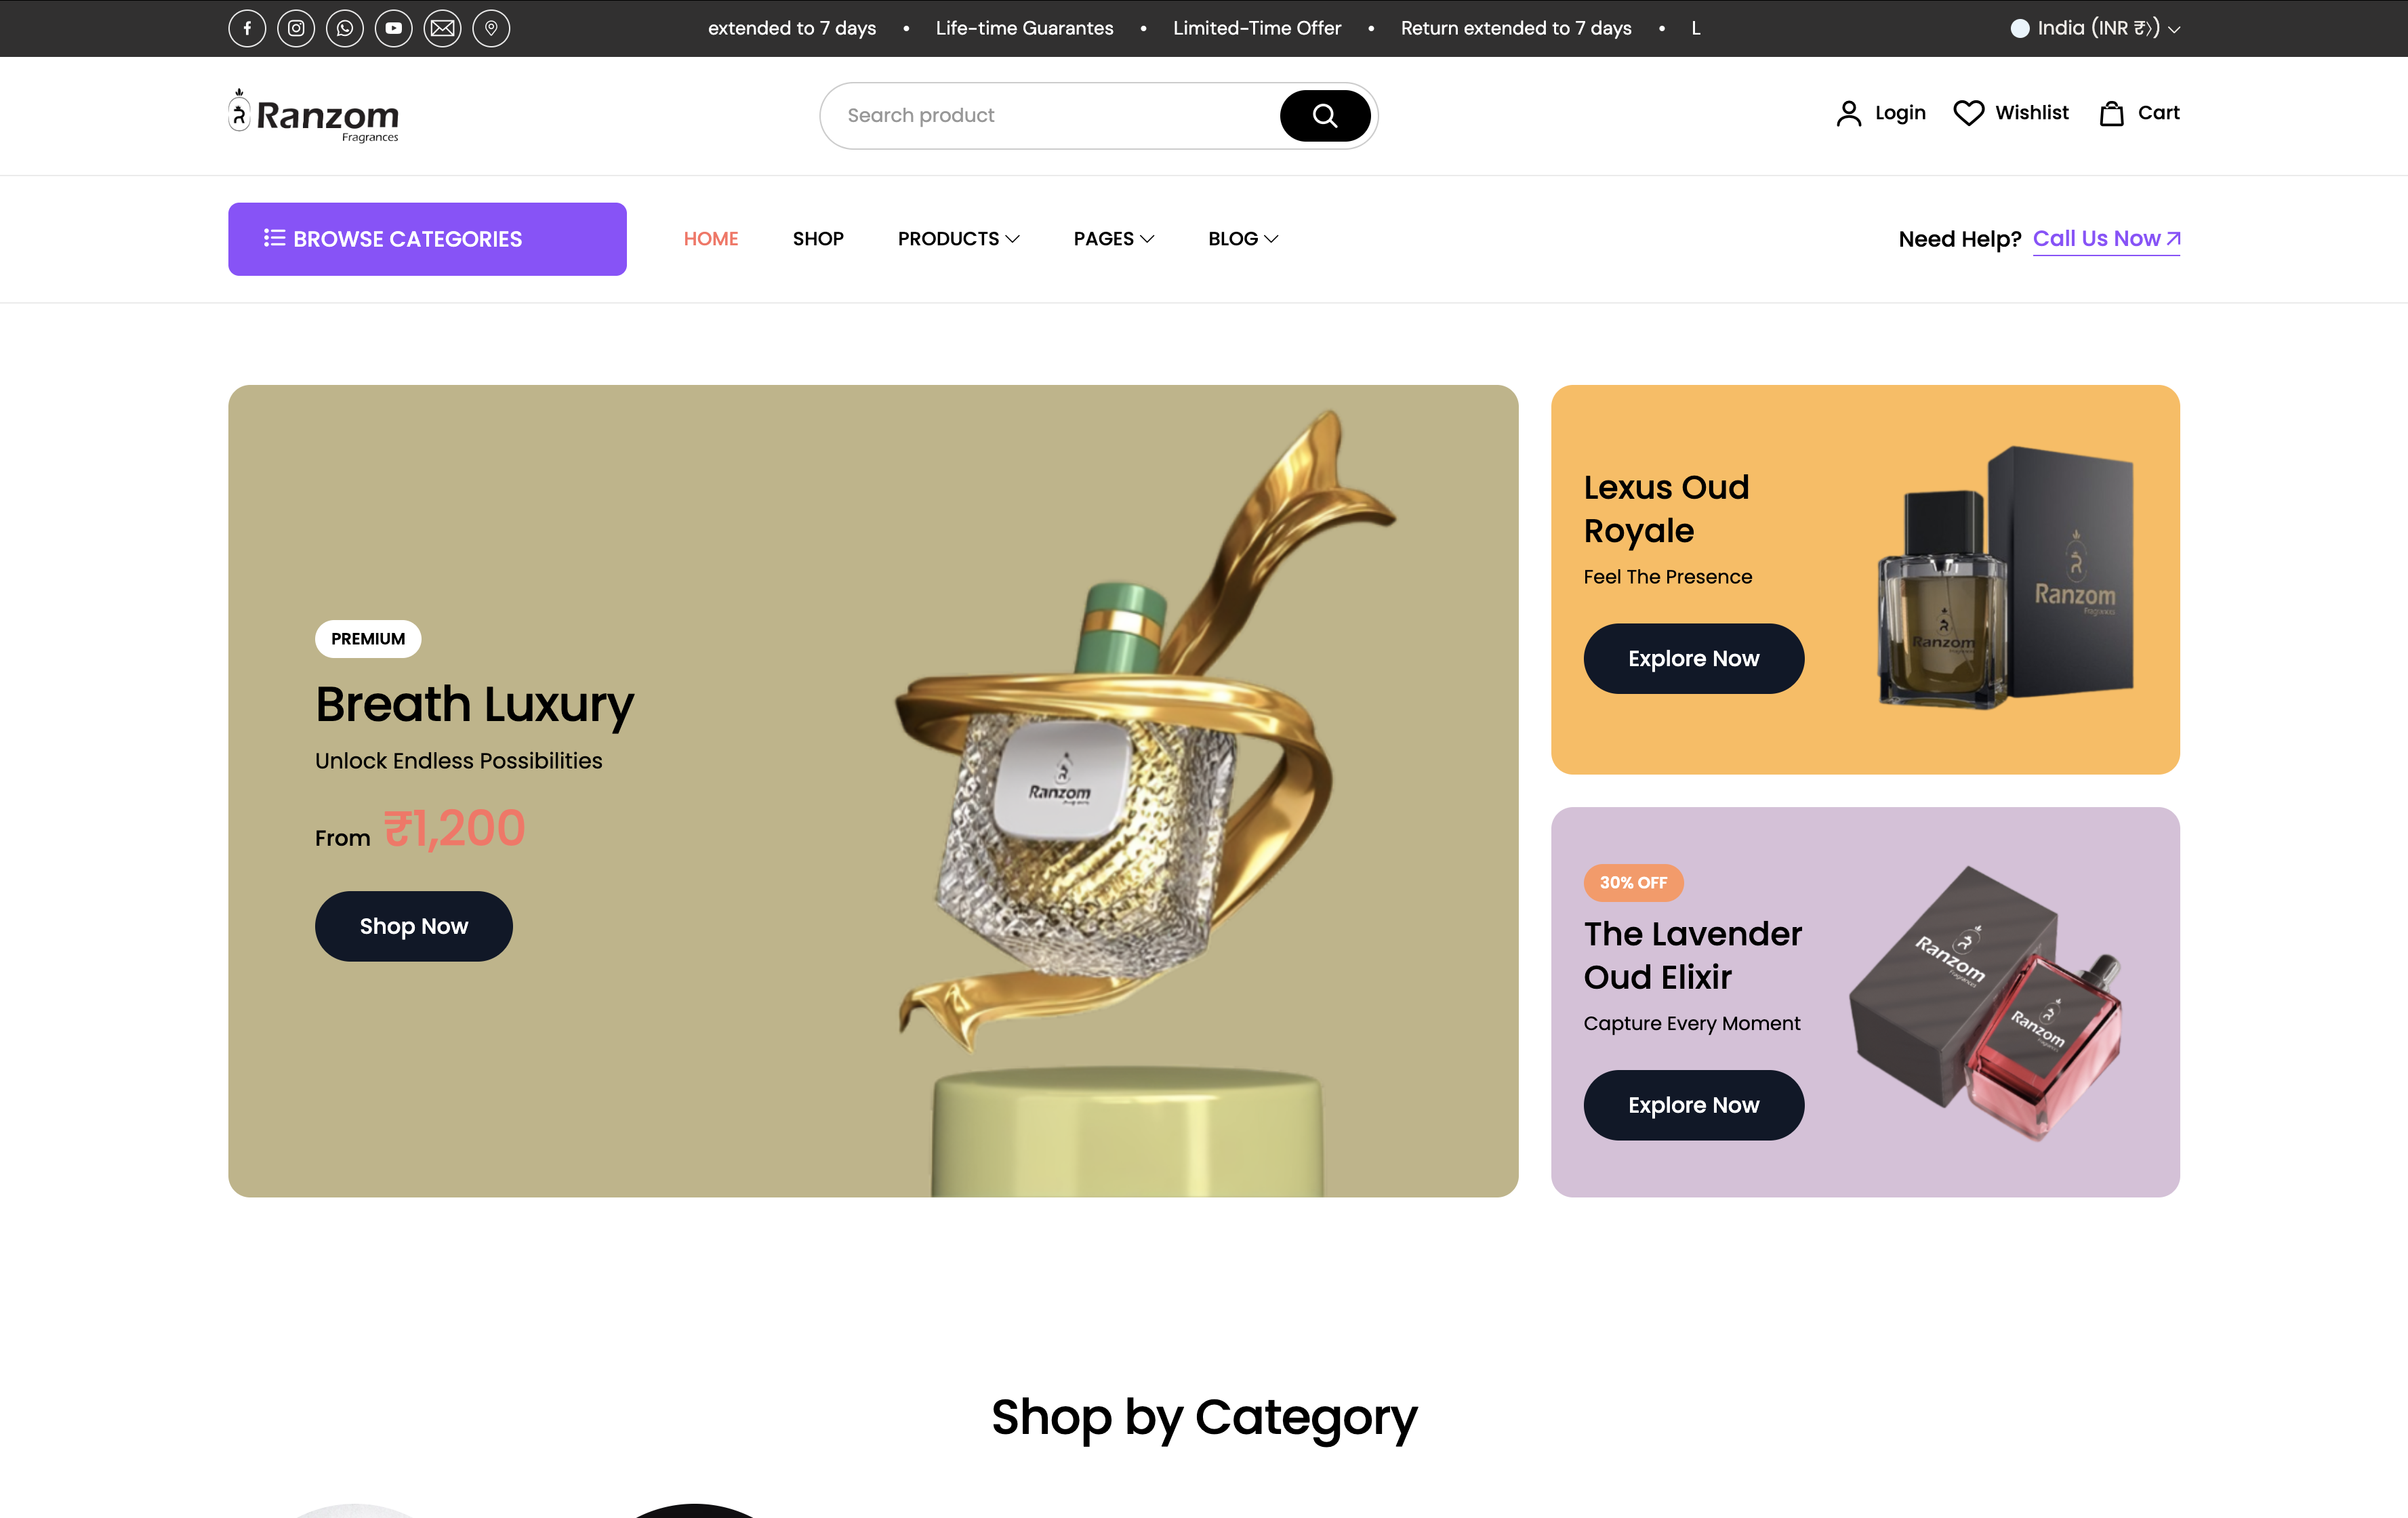 extended to 7 days • Life-time Guarantes • Limited-Time Offer • Return extended to 7 days • L
India (INR ₹)
Ranzom
Fragrances
Search product
Login
Wishlist
Cart
BROWSE CATEGORIES
HOME
SHOP
PRODUCTS
PAGES
BLOG
Need Help? Call Us Now
PREMIUM
Breath Luxury
Unlock Endless Possibilities
From ₹1,200
Shop Now
Ranzom
Lexus Oud
Royale
Feel The Presence
Explore Now
Ranzom
Fragrances
Ranzom
30% OFF
The Lavender
Oud Elixir
Capture Every Moment
Explore Now
Ranzom
Fragrances
Ranzom
Shop by Category